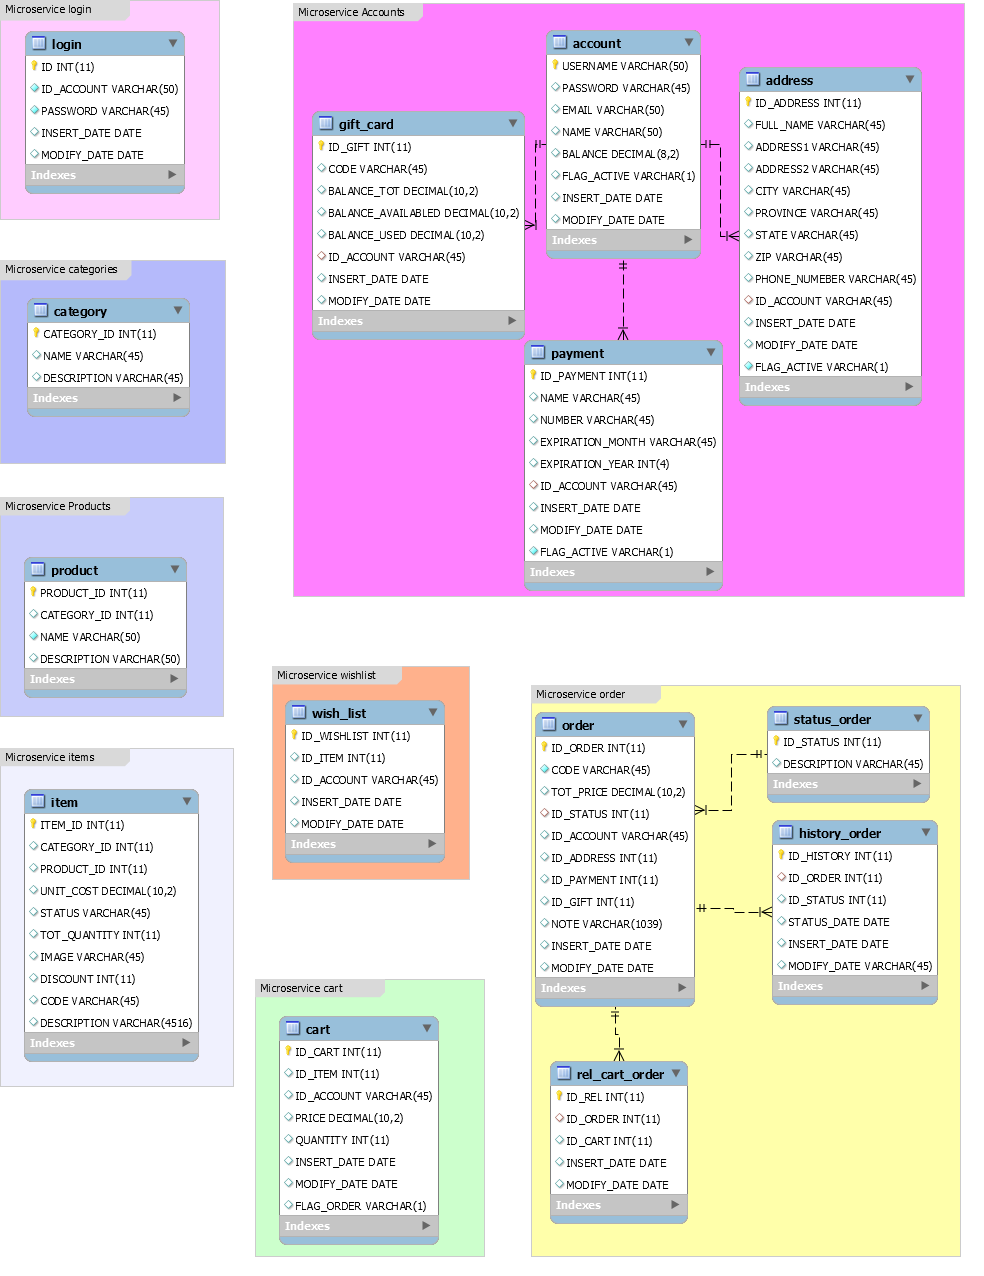 Microservice login
login
ID INT(11)
ID_ACCOUNT VARCHAR(50)
PASSWORD VARCHAR(45)
INSERT_DATE DATE
MODIFY_DATE DATE
Indexes
Microservice categories
category
CATEGORY_ID INT(11)
NAME VARCHAR(45)
DESCRIPTION VARCHAR(45)
Indexes
Microservice Products
product
PRODUCT_ID INT(11)
CATEGORY_ID INT(11)
NAME VARCHAR(50)
DESCRIPTION VARCHAR(50)
Indexes
Microservice items
item
ITEM_ID INT(11)
CATEGORY_ID INT(11)
PRODUCT_ID INT(11)
UNIT_COST DECIMAL(10,2)
STATUS VARCHAR(45)
TOT_QUANTITY INT(11)
IMAGE VARCHAR(45)
DISCOUNT INT(11)
CODE VARCHAR(45)
DESCRIPTION VARCHAR(4516)
Indexes
Microservice Accounts
gift_card
ID_GIFT INT(11)
CODE VARCHAR(45)
BALANCE_TOT DECIMAL(10,2)
BALANCE_AVAILABLED DECIMAL(10,2)
BALANCE_USED DECIMAL(10,2)
ID_ACCOUNT VARCHAR(45)
INSERT_DATE DATE
MODIFY_DATE DATE
Indexes
account
USERNAME VARCHAR(50)
PASSWORD VARCHAR(45)
EMAIL VARCHAR(50)
NAME VARCHAR(50)
BALANCE DECIMAL(8,2)
FLAG_ACTIVE VARCHAR(1)
INSERT_DATE DATE
MODIFY_DATE DATE
Indexes
address
ID_ADDRESS INT(11)
FULL_NAME VARCHAR(45)
ADDRESS1 VARCHAR(45)
ADDRESS2 VARCHAR(45)
CITY VARCHAR(45)
PROVINCE VARCHAR(45)
STATE VARCHAR(45)
ZIP VARCHAR(45)
PHONE_NUMEBER VARCHAR(45)
ID_ACCOUNT VARCHAR(45)
INSERT_DATE DATE
MODIFY_DATE DATE
FLAG_ACTIVE VARCHAR(1)
Indexes
payment
ID_PAYMENT INT(11)
NAME VARCHAR(45)
NUMBER VARCHAR(45)
EXPIRATION_MONTH VARCHAR(45)
EXPIRATION_YEAR INT(4)
ID_ACCOUNT VARCHAR(45)
INSERT_DATE DATE
MODIFY_DATE DATE
FLAG_ACTIVE VARCHAR(1)
Indexes
Microservice wishlist
wish_list
ID_WISHLIST INT(11)
ID_ITEM INT(11)
ID_ACCOUNT VARCHAR(45)
INSERT_DATE DATE
MODIFY_DATE DATE
Indexes
Microservice cart
cart
ID_CART INT(11)
ID_ITEM INT(11)
ID_ACCOUNT VARCHAR(45)
PRICE DECIMAL(10,2)
QUANTITY INT(11)
INSERT_DATE DATE
MODIFY_DATE DATE
FLAG_ORDER VARCHAR(1)
Indexes
Microservice order
order
ID_ORDER INT(11)
CODE VARCHAR(45)
TOT_PRICE DECIMAL(10,2)
ID_STATUS INT(11)
ID_ACCOUNT VARCHAR(45)
ID_ADDRESS INT(11)
ID_PAYMENT INT(11)
ID_GIFT INT(11)
NOTE VARCHAR(1039)
INSERT_DATE DATE
MODIFY_DATE DATE
Indexes
status_order
ID_STATUS INT(11)
DESCRIPTION VARCHAR(45)
Indexes
history_order
ID_HISTORY INT(11)
ID_ORDER INT(11)
ID_STATUS INT(11)
STATUS_DATE DATE
INSERT_DATE DATE
MODIFY_DATE VARCHAR(45)
Indexes
rel_cart_order
ID_REL INT(11)
ID_ORDER INT(11)
ID_CART INT(11)
INSERT_DATE DATE
MODIFY_DATE DATE
Indexes